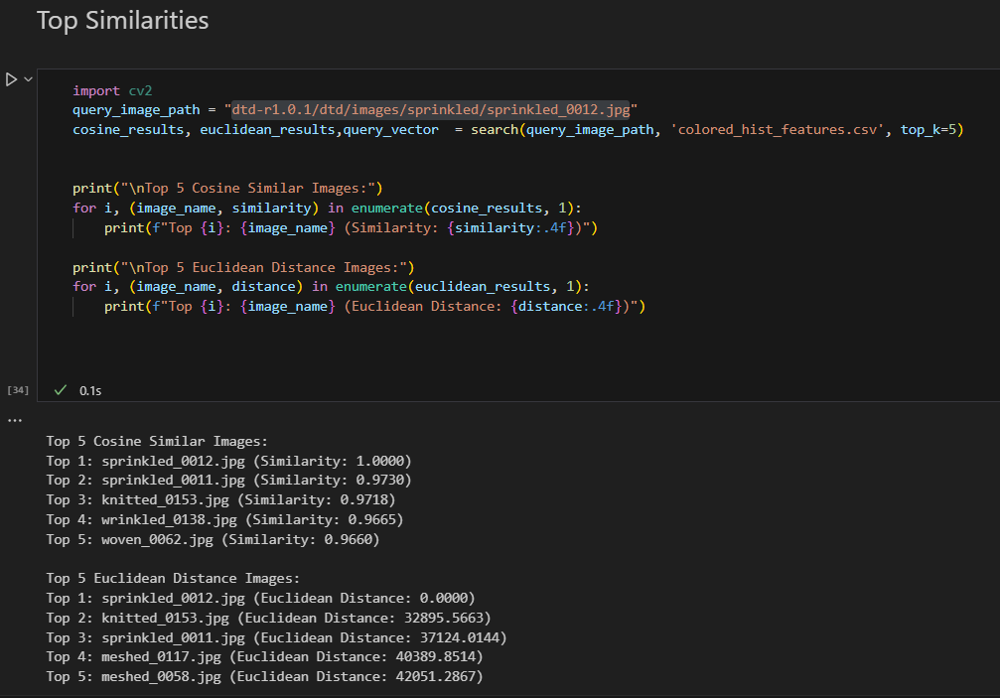 Top Similarities
import cv2
query_image_path = "dtd-r1.0.1/dtd/images/sprinkled/sprinkled_0012.jpg"
cosine_results, euclidean_results,query_vector  = search(query_image_path, 'colored_hist_features.csv', top_k=5)
print("\nTop 5 Cosine Similar Images:")
for i, (image_name, similarity) in enumerate(cosine_results, 1):
    print(f"Top {i}: {image_name} (Similarity: {similarity:.4f})")
print("\nTop 5 Euclidean Distance Images:")
for i, (image_name, distance) in enumerate(euclidean_results, 1):
    print(f"Top {i}: {image_name} (Euclidean Distance: {distance:.4f})")
[34] ✓ 0.1s
...
Top 5 Cosine Similar Images:
Top 1: sprinkled_0012.jpg (Similarity: 1.0000)
Top 2: sprinkled_0011.jpg (Similarity: 0.9730)
Top 3: knitted_0153.jpg (Similarity: 0.9718)
Top 4: wrinkled_0138.jpg (Similarity: 0.9665)
Top 5: woven_0062.jpg (Similarity: 0.9660)
Top 5 Euclidean Distance Images:
Top 1: sprinkled_0012.jpg (Euclidean Distance: 0.0000)
Top 2: knitted_0153.jpg (Euclidean Distance: 32895.5663)
Top 3: sprinkled_0011.jpg (Euclidean Distance: 37124.0144)
Top 4: meshed_0117.jpg (Euclidean Distance: 40389.8514)
Top 5: meshed_0058.jpg (Euclidean Distance: 42051.2867)